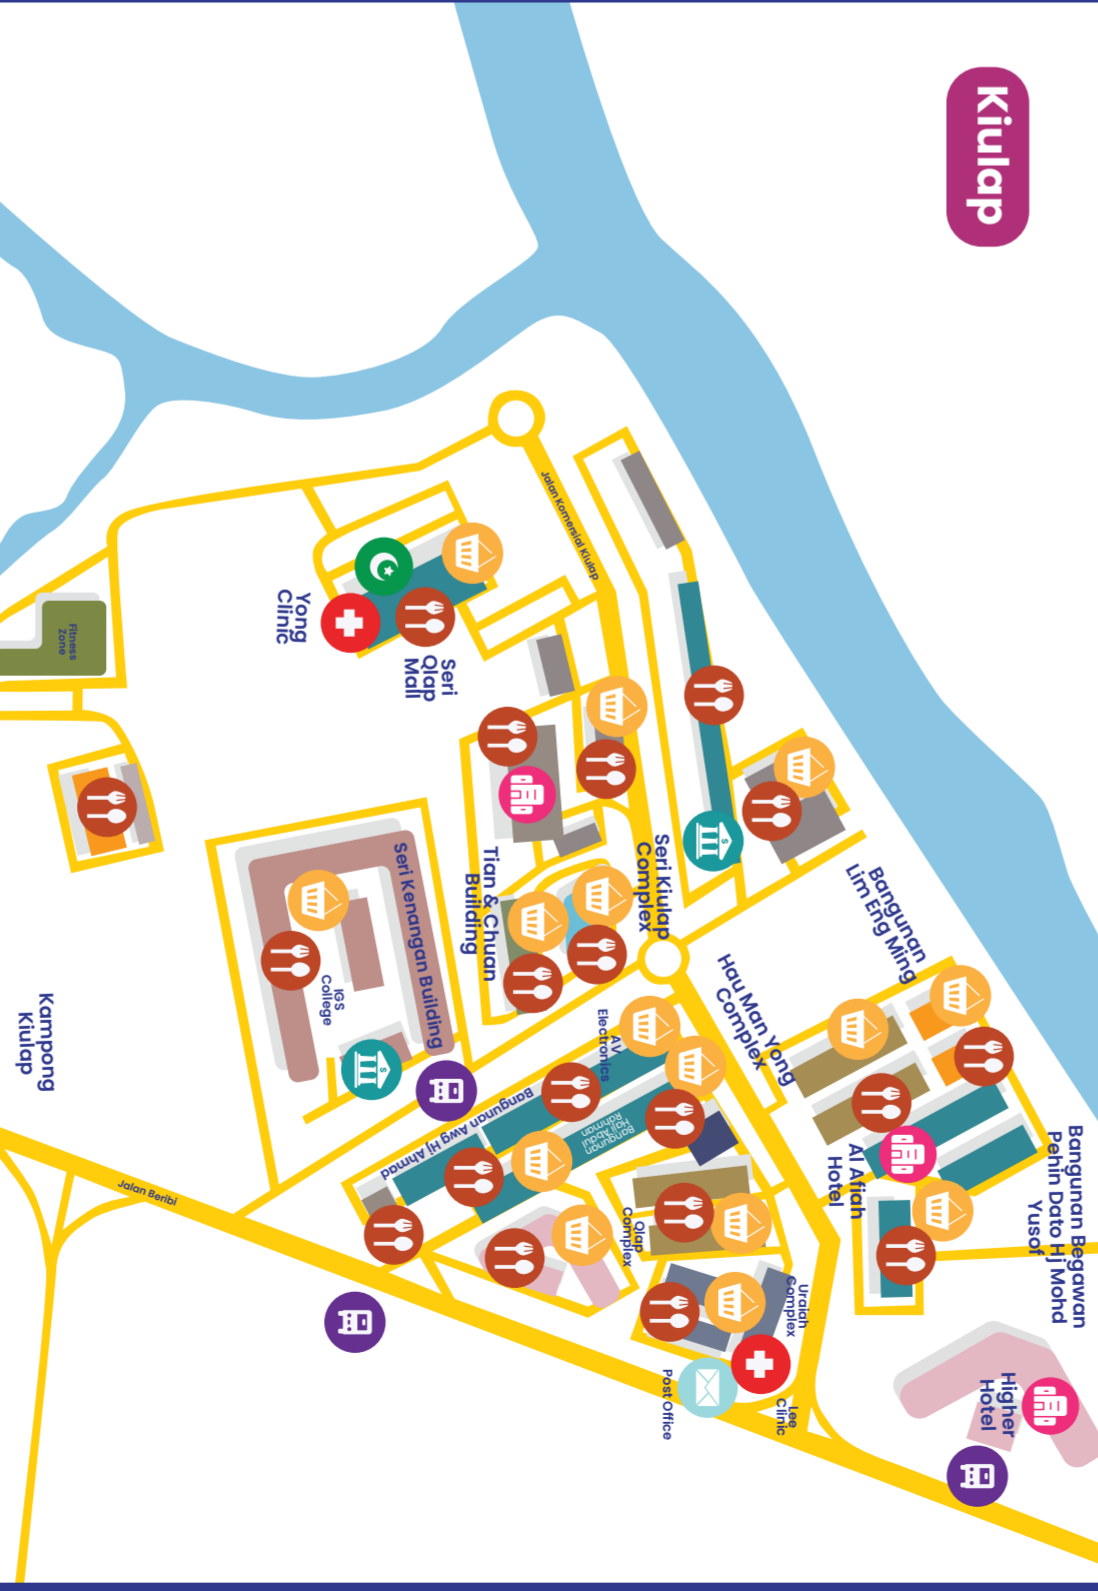 Kiulap
Jalan Komersial Kiulap
Yong
Clinic
Seri
Qlap
Mall
Fitness
Zone
Seri Kiulap
Complex
Tian & Chuan
Building
Seri Kenangan Building
IGS
College
Bangunan
Lim Eng Ming
Hau Man Yong
Complex
Kampong
Kiulap
AV
Electronics
Bangunan Awg Hj Ahmad
Bangunan
Haji Abdul
Rahman
Al Afiah
Hotel
Bangunan Begawan
Pehin Dato Hj Mohd
Yusof
Jalan Beribi
Qlap
Complex
Uraiah
Complex
Higher
Hotel
Post Office
Lee
Clinic